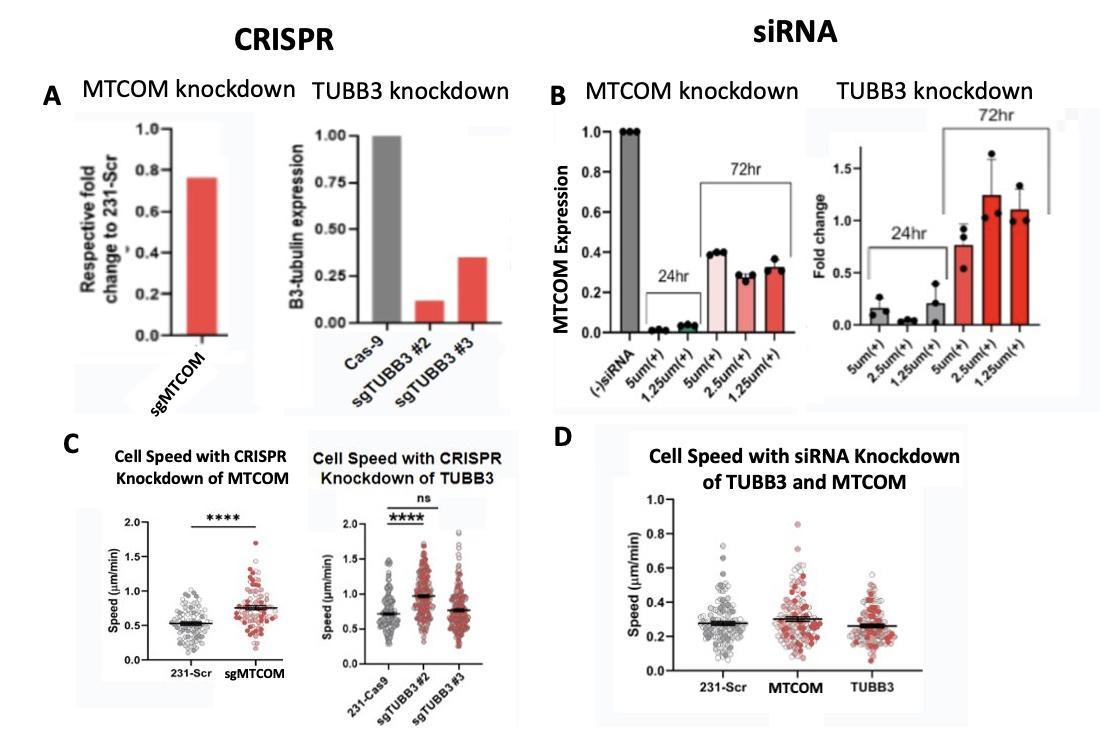 CRISPR
siRNA
A
MTCOM knockdown
TUBB3 knockdown
B
MTCOM knockdown
TUBB3 knockdown
Respective fold
change to 231-Scr
1.0
0.8
0.6
0.4
0.2
0.0
sgMTCOM
B3-tubulin expression
1.00
0.75
0.50
0.25
0.00
Cas-9
sgTUBB3 #2
sgTUBB3 #3
MTCOM Expression
1.0
0.8
0.6
0.4
0.2
0.0
24hr
72hr
(-)siRNA
5um(+)
1.25um(+)
5um(+)
2.5um(+)
1.25um(+)
Fold change
1.5
1.0
0.5
0.0
24hr
72hr
5um(+)
2.5um(+)
1.25um(+)
5um(+)
2.5um(+)
1.25um(+)
C
Cell Speed with CRISPR
Knockdown of MTCOM
Speed (μm/min)
2.0
1.5
1.0
0.5
0.0
****
231-Scr
sgMTCOM
Cell Speed with CRISPR
Knockdown of TUBB3
Speed (μm/min)
2.0
1.5
1.0
0.5
0.0
ns
****
231-Cas9
sgTUBB3 #2
sgTUBB3 #3
D
Cell Speed with siRNA Knockdown
of TUBB3 and MTCOM
Speed (μm/min)
1.0
0.8
0.6
0.4
0.2
0.0
231-Scr
MTCOM
TUBB3